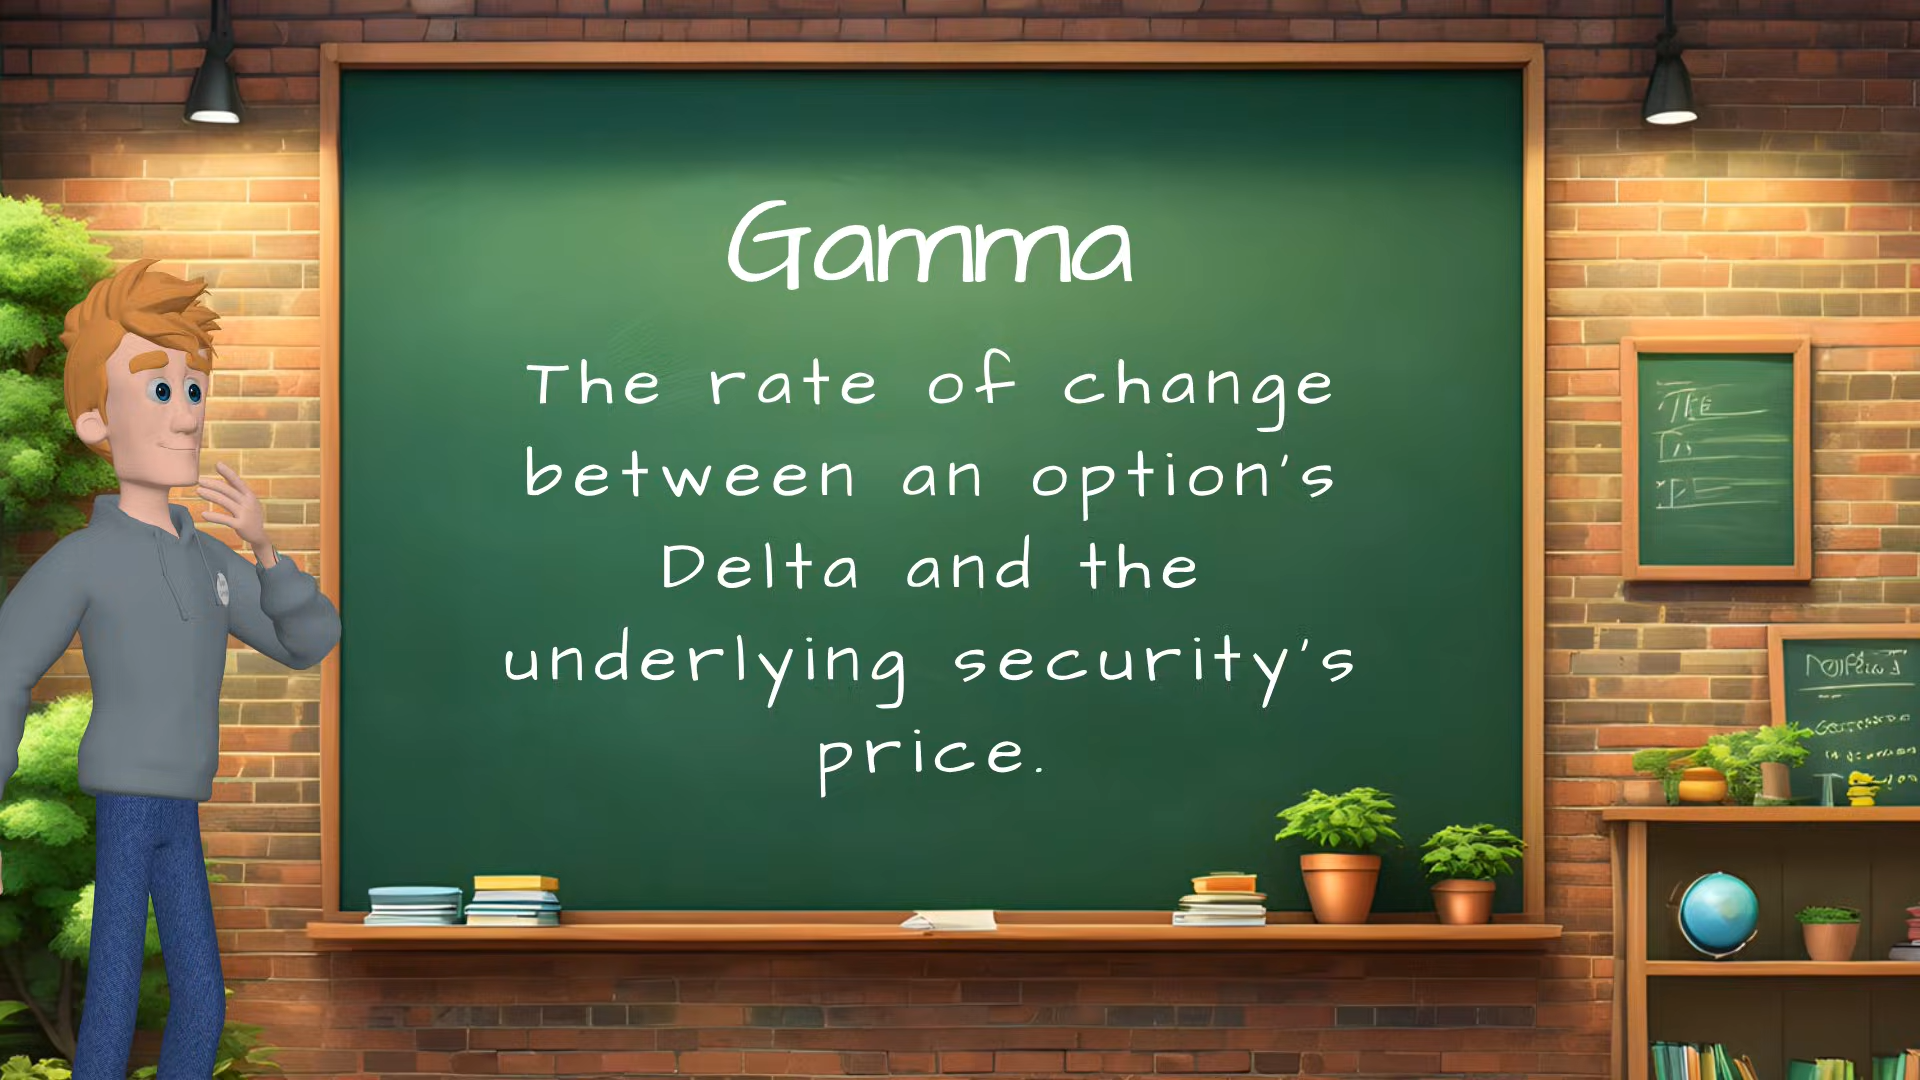 Gamma
The rate of change
between an option's
Delta and the
underlying security's
price.